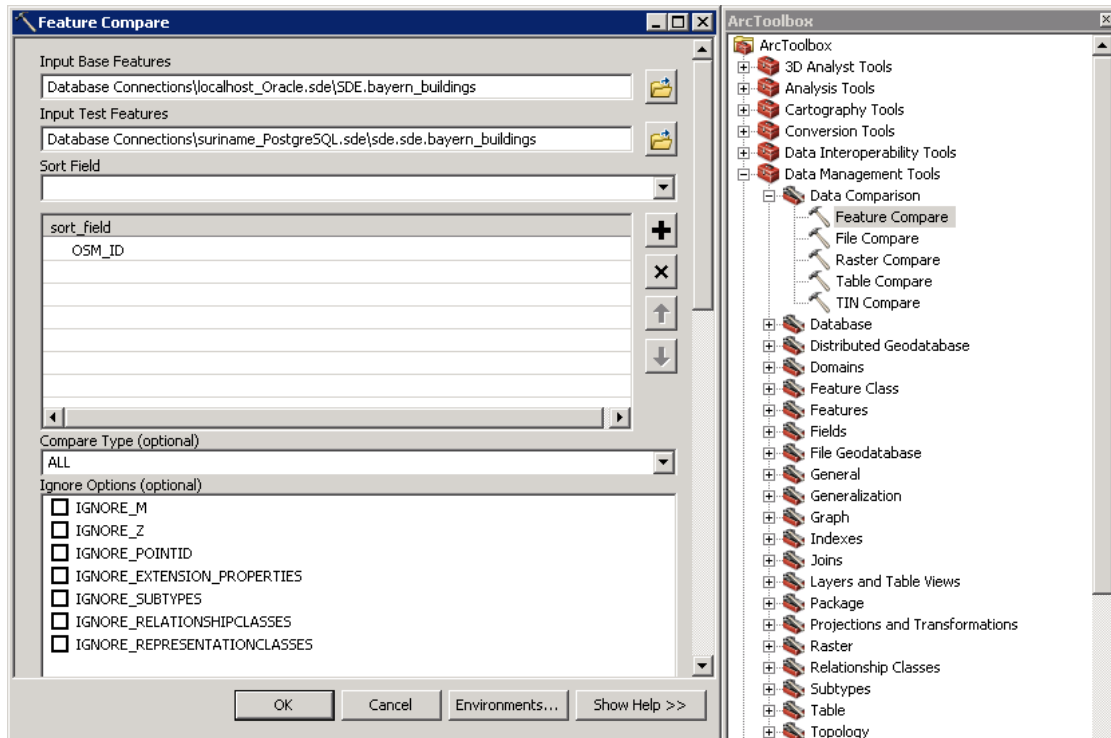 Feature Compare
Input Base Features
Database Connections\localhost_Oracle.sde\SDE.bayern_buildings
Input Test Features
Database Connections\suriname_PostgreSQL.sde\sde.sde.bayern_buildings
Sort Field
sort_field
OSM_ID
Compare Type (optional)
ALL
Ignore Options (optional)
IGNORE_M
IGNORE_Z
IGNORE_POINTID
IGNORE_EXTENSION_PROPERTIES
IGNORE_SUBTYPES
IGNORE_RELATIONSHIPCLASSES
IGNORE_REPRESENTATIONCLASSES
OK
Cancel
Environments...
Show Help >>
ArcToolbox
ArcToolbox
3D Analyst Tools
Analysis Tools
Cartography Tools
Conversion Tools
Data Interoperability Tools
Data Management Tools
Data Comparison
Feature Compare
File Compare
Raster Compare
Table Compare
TIN Compare
Database
Distributed Geodatabase
Domains
Feature Class
Features
Fields
File Geodatabase
General
Generalization
Graph
Indexes
Joins
Layers and Table Views
Package
Projections and Transformations
Raster
Relationship Classes
Subtypes
Table
Topology